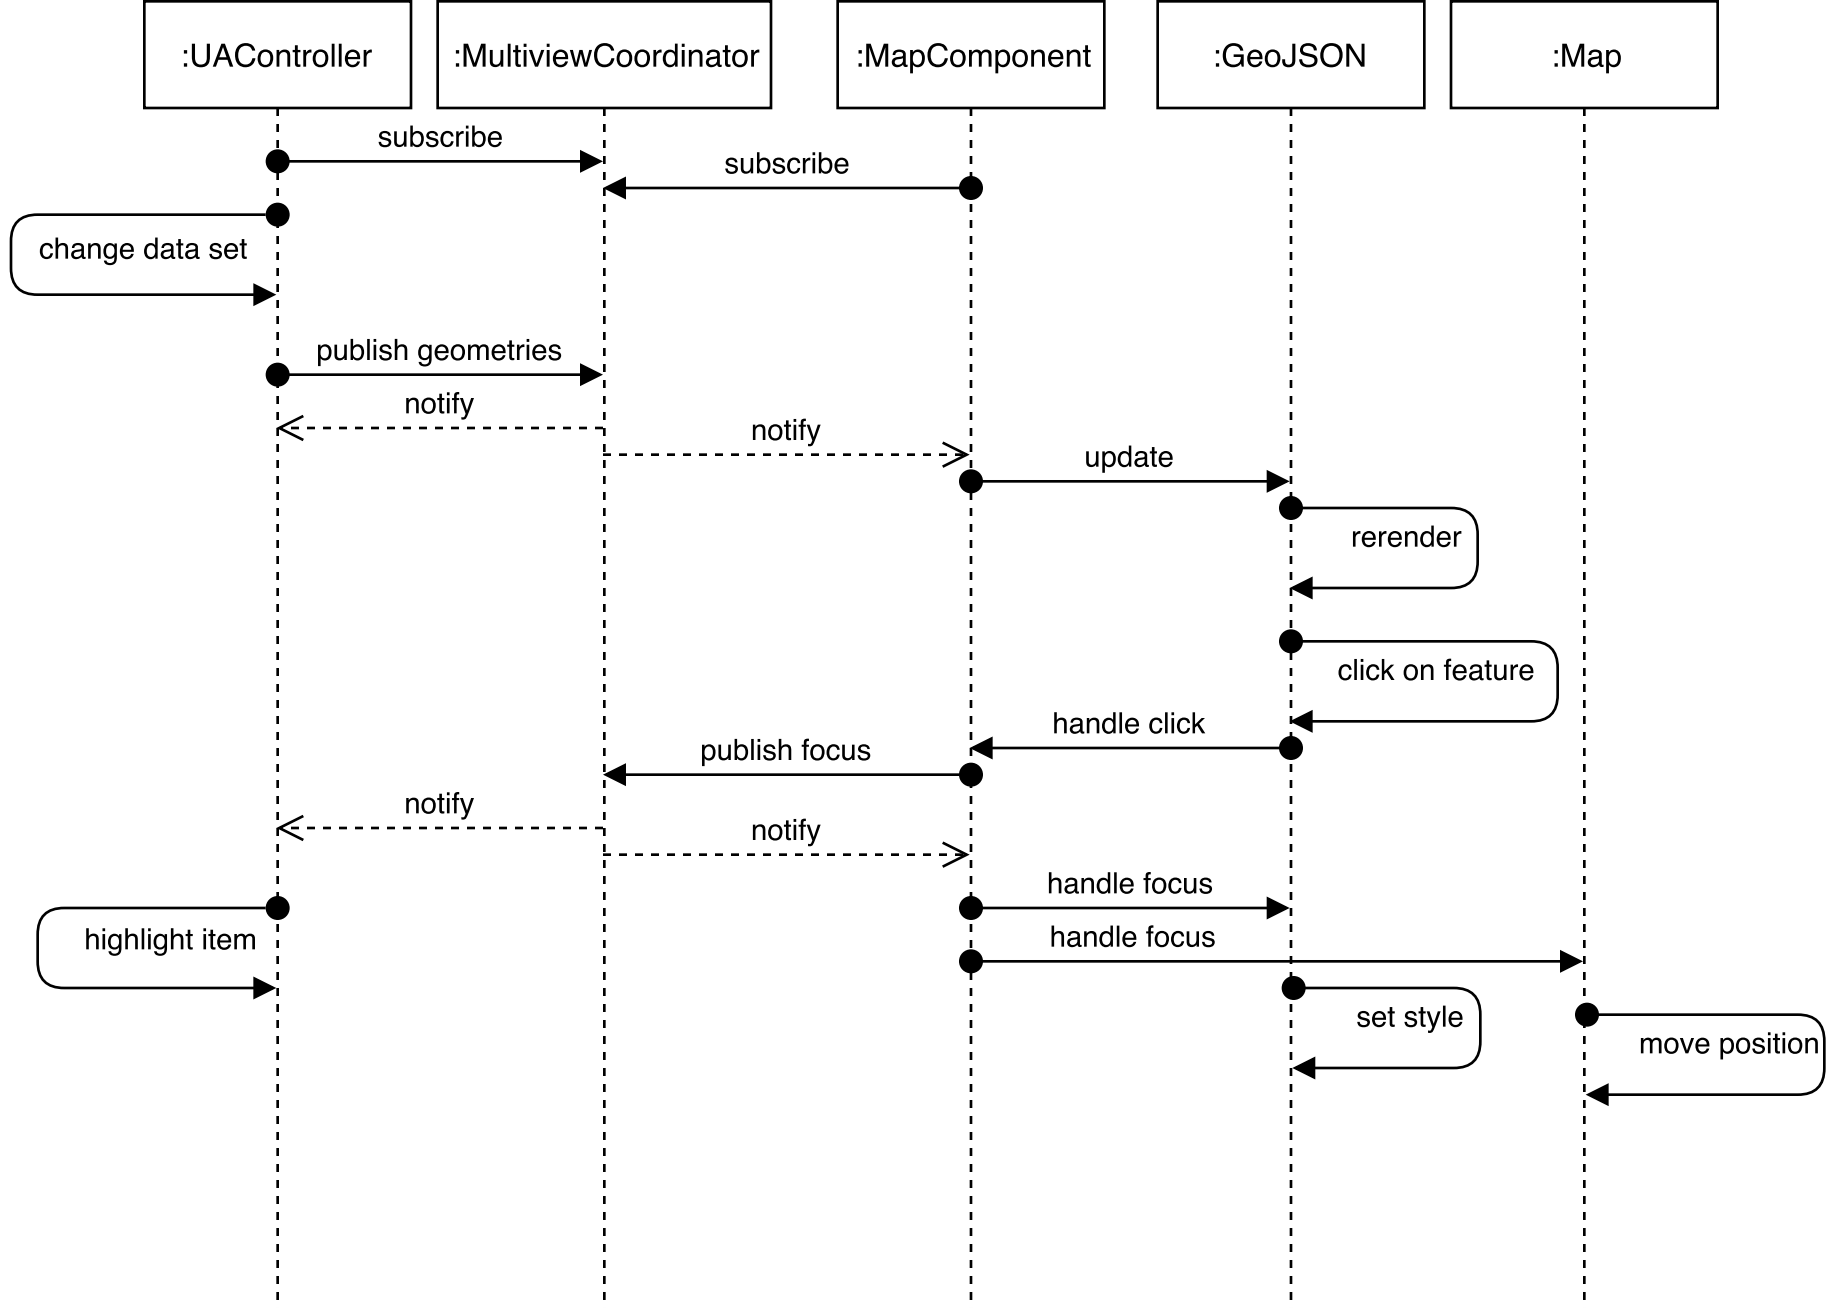 :UAController
:MultiviewCoordinator
:MapComponent
:GeoJSON
:Map
subscribe
subscribe
change data set
publish geometries
notify
notify
update
rerender
click on feature
handle click
publish focus
notify
notify
handle focus
highlight item
handle focus
set style
move position